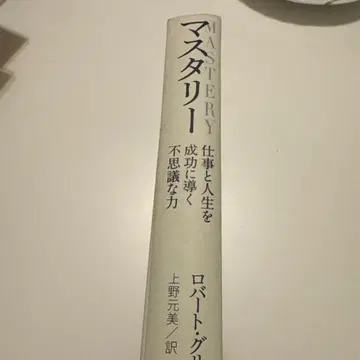 MASTERY
マスタリー
仕事と人生を
成功に導く
不思議な力
ロバート・グリ
上野元美/訳